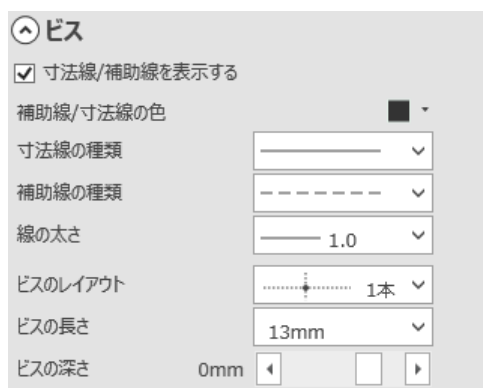 ビス
寸法線/補助線を表示する
補助線/寸法線の色
寸法線の種類
補助線の種類
線の太さ 1.0
ビスのレイアウト 1本
ビスの長さ 13mm
ビスの深さ 0mm